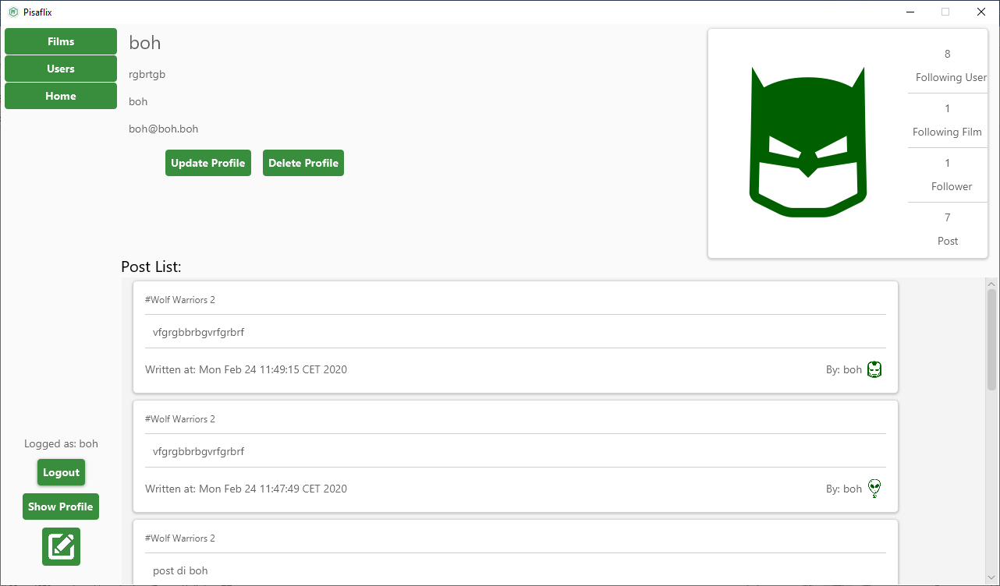 Pisaflix
Films
Users
Home
boh
rgbrtgb
boh
boh@boh.boh
Update Profile
Delete Profile
8
Following User
1
Following Film
1
Follower
7
Post
Post List:
#Wolf Warriors 2
vfgrgbbrbgvrfgrbrf
Written at: Mon Feb 24 11:49:15 CET 2020
By: boh
#Wolf Warriors 2
vfgrgbbrbgvrfgrbrf
Written at: Mon Feb 24 11:47:49 CET 2020
By: boh
#Wolf Warriors 2
post di boh
Logged as: boh
Logout
Show Profile